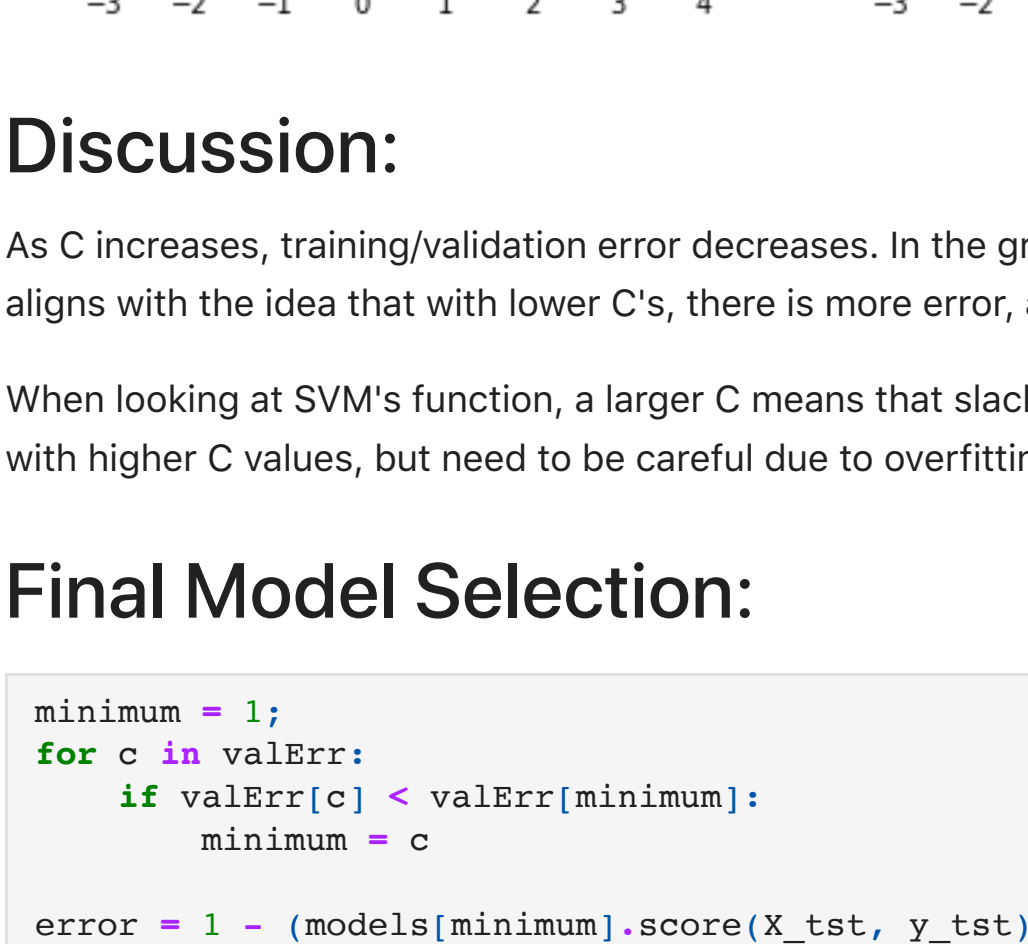 −3 −2 −1 0 1 2 3 4 −3 −2
Discussion:
As C increases, training/validation error decreases. In the
aligns with the idea that with lower C's, there is more error,
When looking at SVM's function, a larger C means that
with higher C values, but need to be careful due to
Final Model Selection:
minimum = 1;
for c in valErr:
    if valErr[c] < valErr[minimum]:
        minimum = c
error = 1 - (models[minimum].score(X_tst, y_tst)